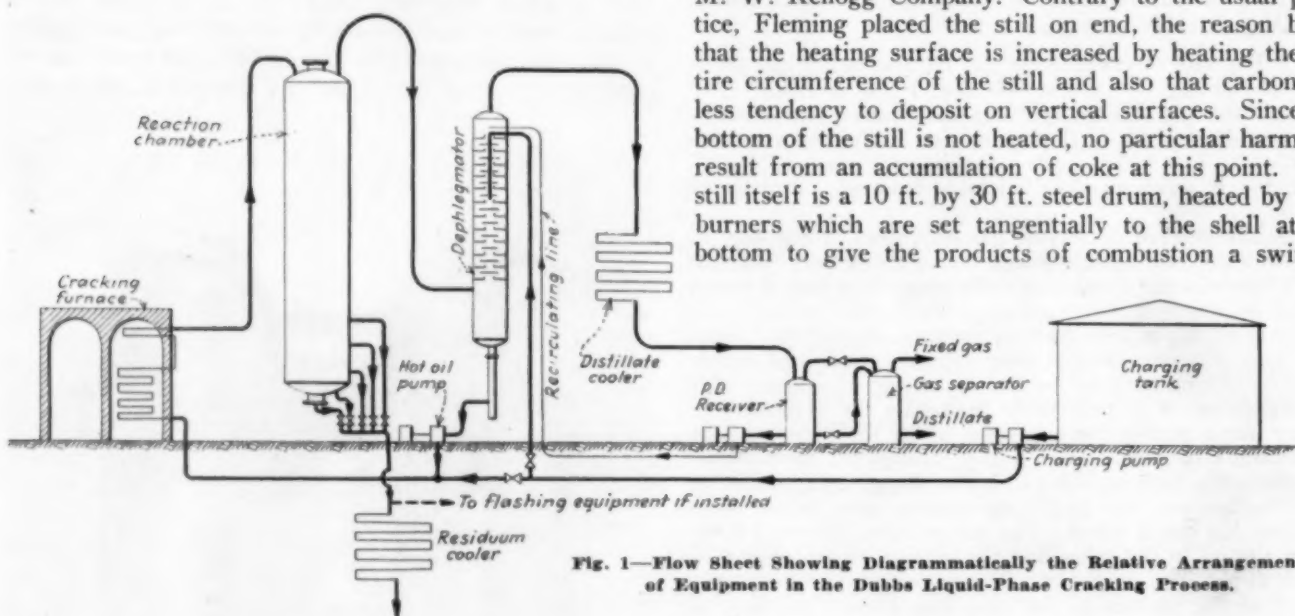 M. W. Kellogg Company. Contrary to the usual p
tice, Fleming placed the still on end, the reason b
that the heating surface is increased by heating the
tire circumference of the still and also that carbon
less tendency to deposit on vertical surfaces. Since
bottom of the still is not heated, no particular harm
result from an accumulation of coke at this point.
still itself is a 10 ft. by 30 ft. steel drum, heated by
burners which are set tangentially to the shell at
bottom to give the products of combustion a swi
Reaction
chamber
Dephlegmator
Recirculating line
Cracking
furnace
Hot oil
pump
Distillate
cooler
P.D.
Receiver
Fixed gas
Gas separator
Distillate
Charging
tank
Charging pump
To flashing equipment if installed
Residuum
cooler
Fig. 1—Flow Sheet Showing Diagrammatically the Relative Arrangemen
of Equipment in the Dubbs Liquid-Phase Cracking Process.